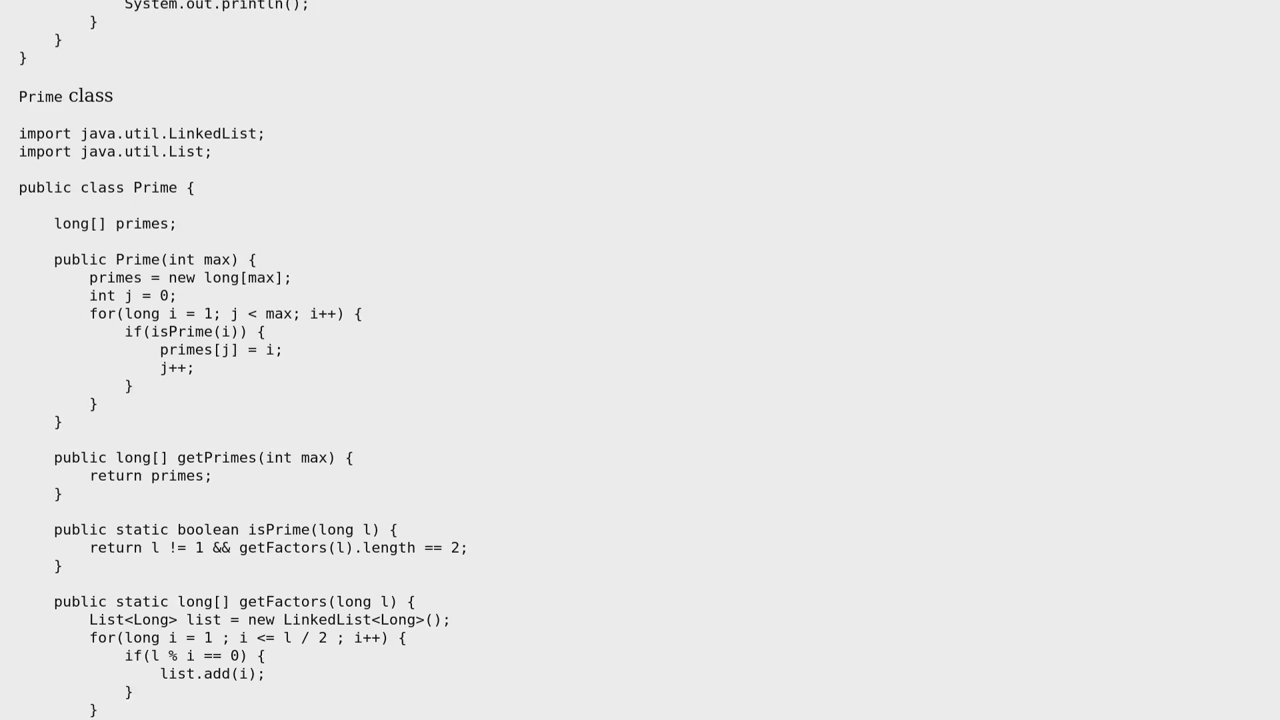 System.out.println();
        }
    }
}
Prime class
import java.util.LinkedList;
import java.util.List;
public class Prime {
    long[] primes;
    public Prime(int max) {
        primes = new long[max];
        int j = 0;
        for(long i = 1; j < max; i++) {
            if(isPrime(i)) {
                primes[j] = i;
                j++;
            }
        }
    }
    public long[] getPrimes(int max) {
        return primes;
    }
    public static boolean isPrime(long l) {
        return l != 1 && getFactors(l).length == 2;
    }
    public static long[] getFactors(long l) {
        List<Long> list = new LinkedList<Long>();
        for(long i = 1 ; i <= l / 2 ; i++) {
            if(l % i == 0) {
                list.add(i);
            }
        }